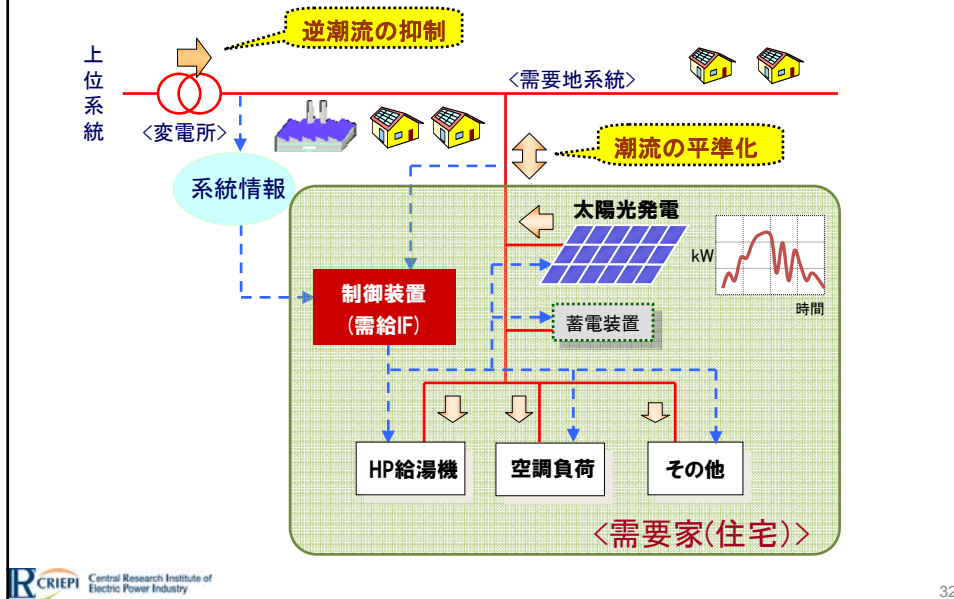 逆潮流の抑制
上位系統
<変電所>
<需要地系統>
潮流の平準化
系統情報
太陽光発電
kW
時間
制御装置
(需給IF)
蓄電装置
HP給湯機
空調負荷
その他
<需要家(住宅)>
R CRIEPI Central Research Institute of
Electric Power Industry
32